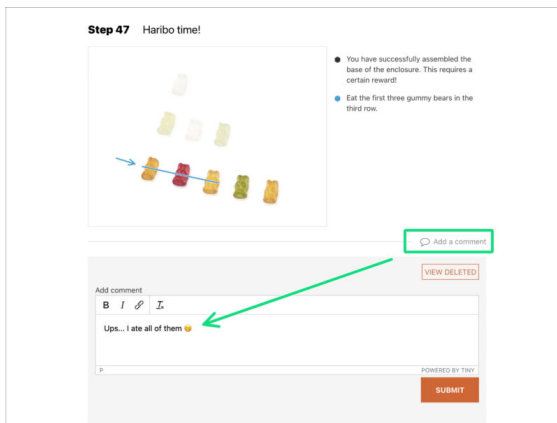 Step 47 Haribo time!
You have successfully assembled the
base of the enclosure. This requires a
certain reward!
Eat the first three gummy bears in the
third row.
Add a comment
VIEW DELETED
Add comment
B I
Ups... I ate all of them 😋
P
POWERED BY TINY
SUBMIT